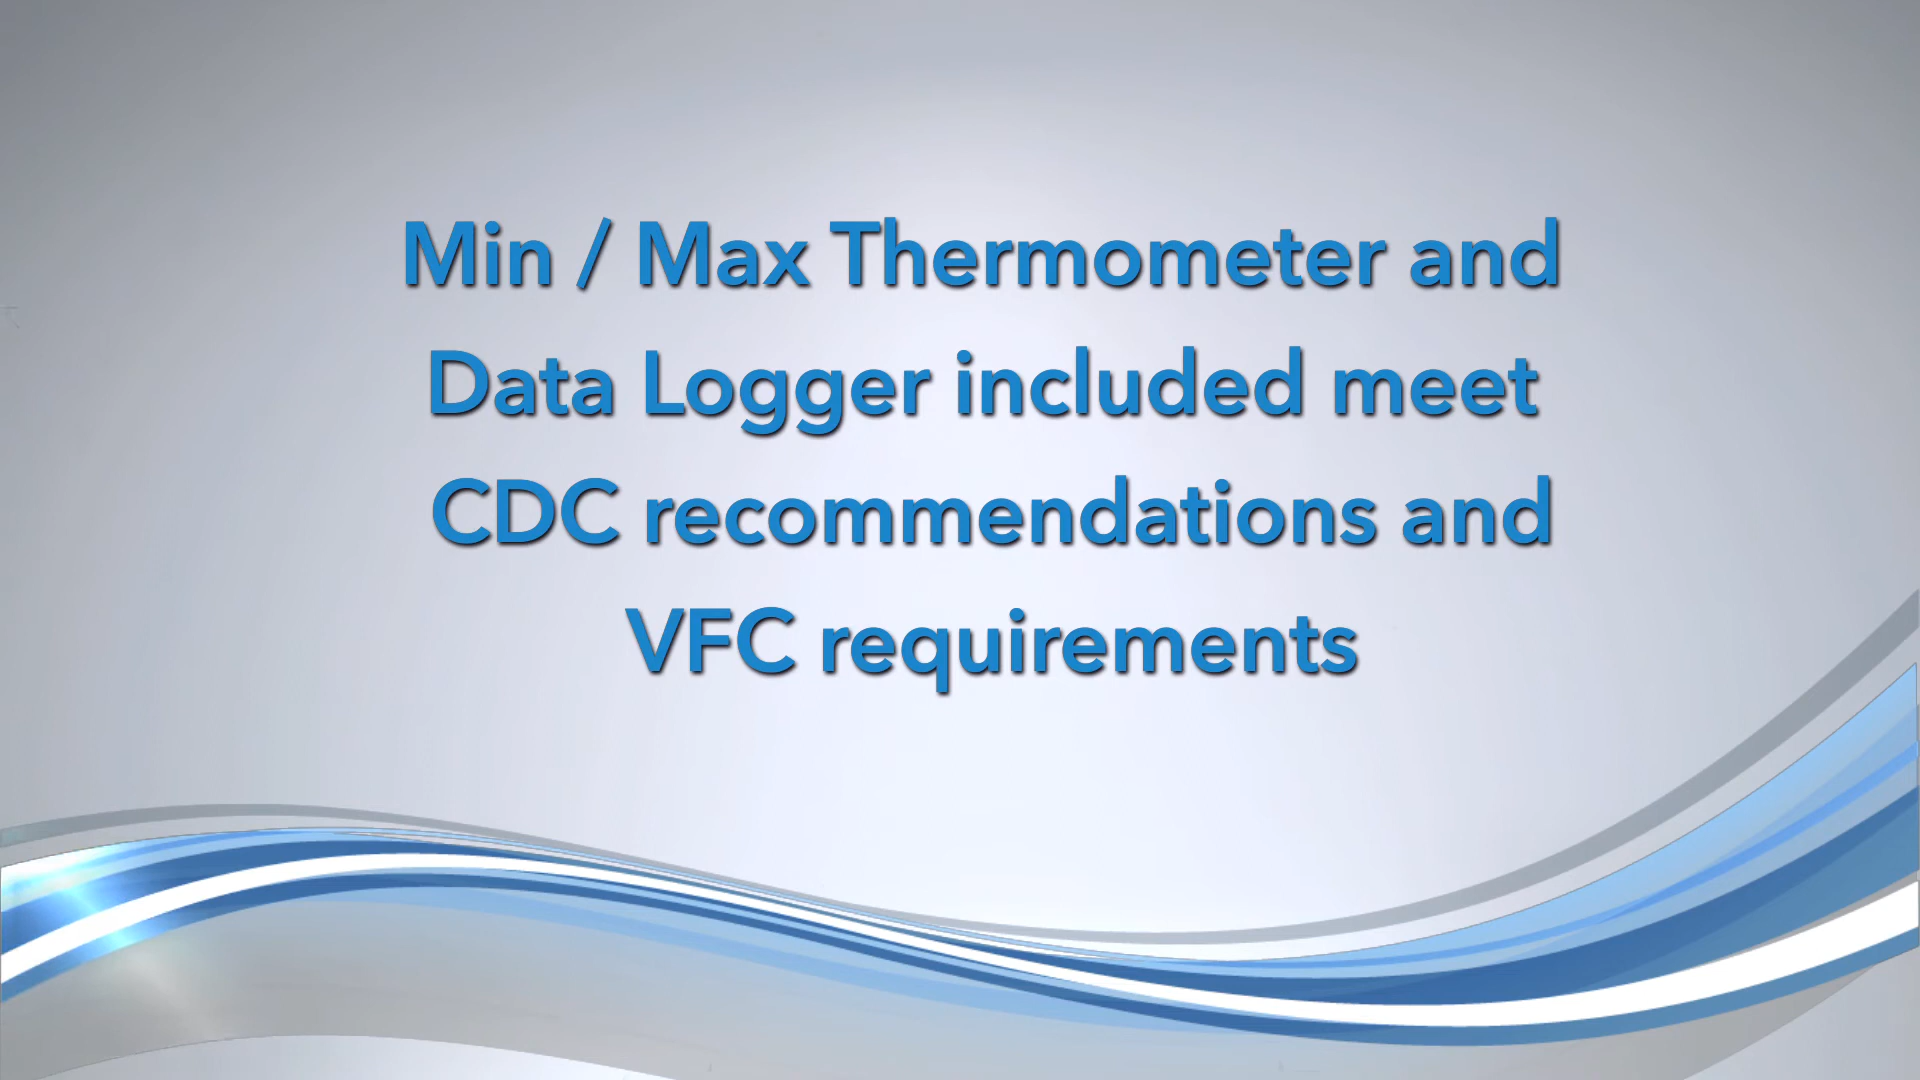 Min / Max Thermometer and
Data Logger included meet
CDC recommendations and
VFC requirements